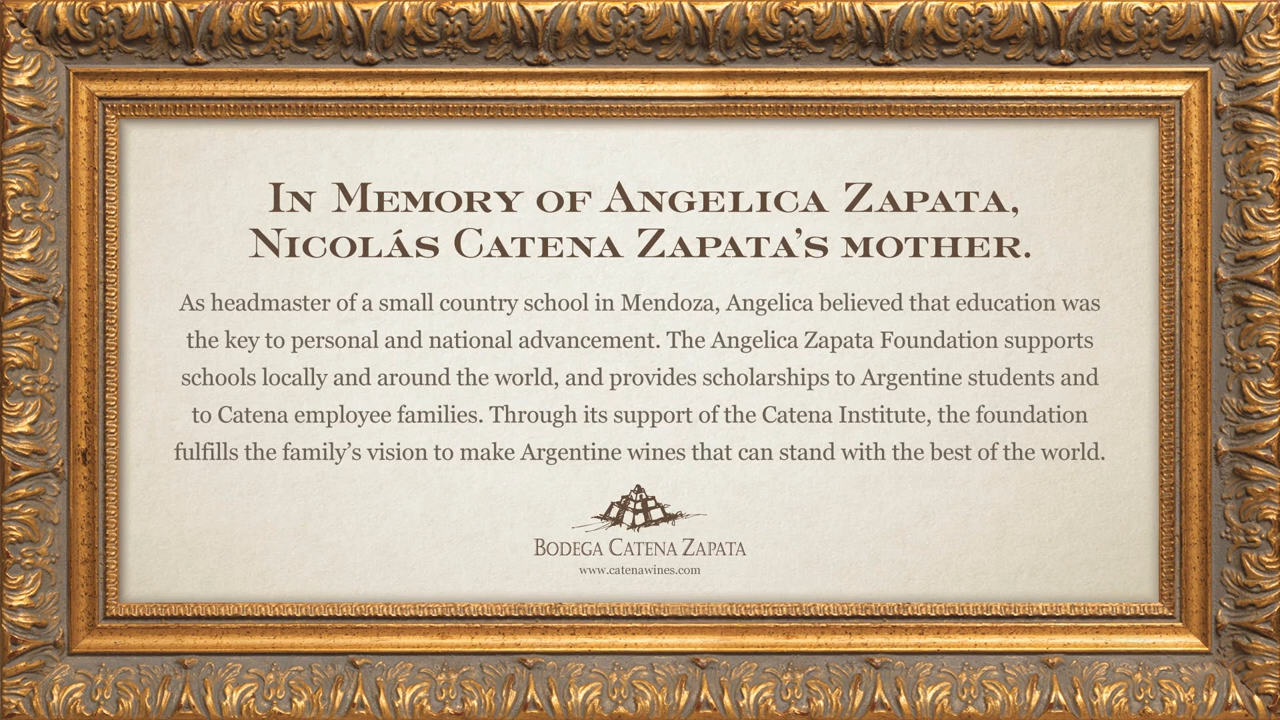 In Memory of Angelica Zapata,
Nicolás Catena Zapata’s mother.
As headmaster of a small country school in Mendoza, Angelica believed that education was
the key to personal and national advancement. The Angelica Zapata Foundation supports
schools locally and around the world, and provides scholarships to Argentine students and
to Catena employee families. Through its support of the Catena Institute, the foundation
fulfills the family’s vision to make Argentine wines that can stand with the best of the world.
Bodega Catena Zapata
www.catenawines.com